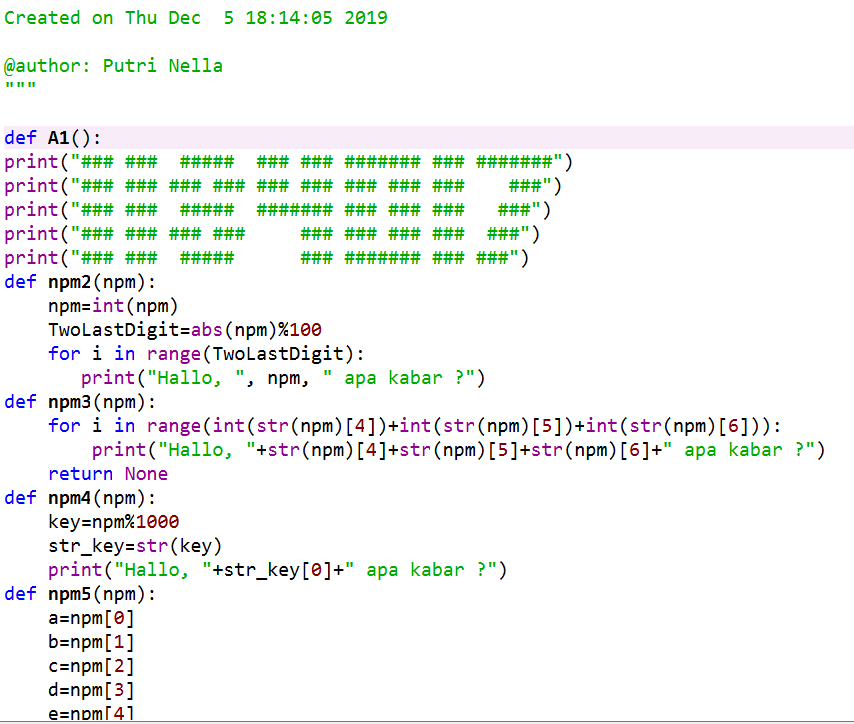 Created on Thu Dec  5 18:14:05 2019

@author: Putri Nella
"""

def A1():
print("### ###  #####  ### ### ####### ### #######")
print("### ### ### ### ### ### ### ### ###    ###")
print("### ###  #####  ####### ### ### ###   ###")
print("### ### ### ###     ### ### ### ###  ###")
print("### ###  #####      ### ####### ### ###")
def npm2(npm):
    npm=int(npm)
    TwoLastDigit=abs(npm)%100
    for i in range(TwoLastDigit):
       print("Hallo, ", npm, " apa kabar ?")
def npm3(npm):
    for i in range(int(str(npm)[4])+int(str(npm)[5])+int(str(npm)[6])):
        print("Hallo, "+str(npm)[4]+str(npm)[5]+str(npm)[6]+" apa kabar ?")
    return None
def npm4(npm):
    key=npm%1000
    str_key=str(key)
    print("Hallo, "+str_key[0]+" apa kabar ?")
def npm5(npm):
    a=npm[0]
    b=npm[1]
    c=npm[2]
    d=npm[3]
    e=npm[4]